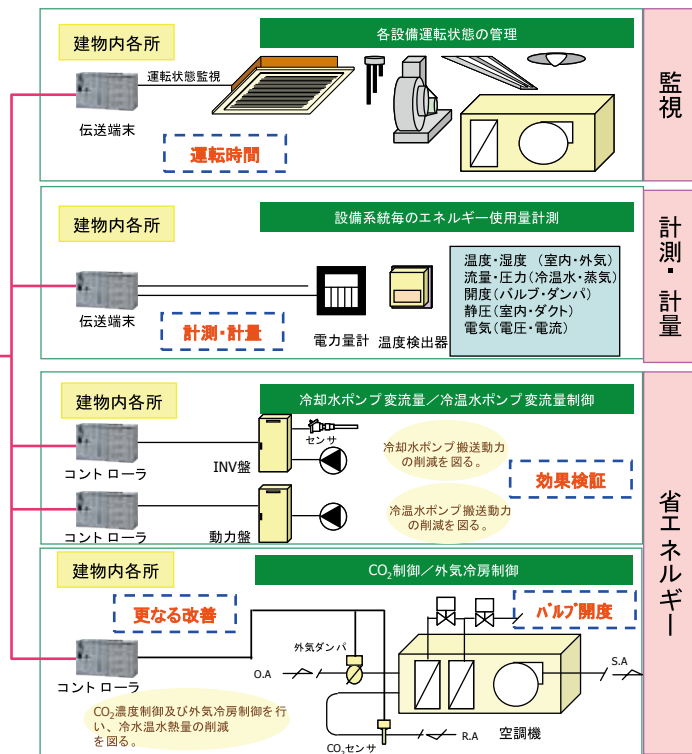 建物内各所
各設備運転状態の管理
運転状態監視
伝送端末
運転時間
監視
建物内各所
設備系統毎のエネルギー使用量計測
伝送端末
計測・計量
電力量計
温度検出器
温度・湿度 (室内・外気)
流量・圧力(冷温水・蒸気)
開度(バルブ・ダンパ)
静圧(室内・ダクト)
電気(電圧・電流)
計測・計量
建物内各所
冷却水ポンプ変流量／冷温水ポンプ変流量制御
コントローラ
INV盤
センサ
冷却水ポンプ搬送動力
の削減を図る。
効果検証
コントローラ
動力盤
冷温水ポンプ搬送動力
の削減を図る。
建物内各所
CO₂制御／外気冷房制御
更なる改善
バルブ開度
コントローラ
外気ダンパ
O.A
S.A
R.A
空調機
CO₂センサ
CO₂濃度制御及び外気冷房制御を行
い、冷水温水熱量の削減
を図る。
省エネルギー